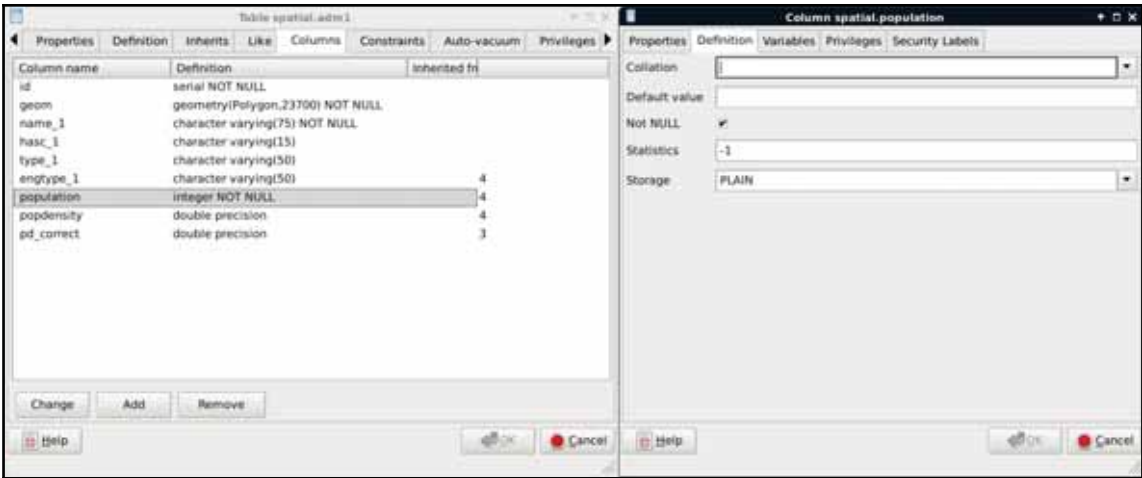 Table spatial.adm1
Properties Definition Inherits Like Columns Constraints Auto-vacuum Privileges
Column name Definition Inherited fr
id serial NOT NULL
geom geometry(Polygon,23700) NOT NULL
name_1 character varying(75) NOT NULL
hasc_1 character varying(15)
type_1 character varying(50)
engtype_1 character varying(50) 4
population integer NOT NULL 4
popdensity double precision 4
pd_correct double precision 3
Change Add Remove
Help OK Cancel
Column spatial.population
Properties Definition Variables Privileges Security Labels
Collation
Default value
Not NULL
Statistics -1
Storage PLAIN
Help OK Cancel